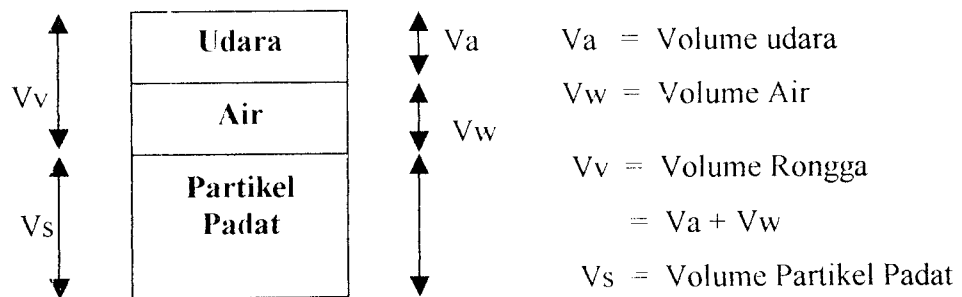 Udara
Air
Partikel
Padat
Vv
Vs
Va
Vw
Va = Volume udara
Vw = Volume Air
Vv = Volume Rongga
= Va + Vw
Vs = Volume Partikel Padat